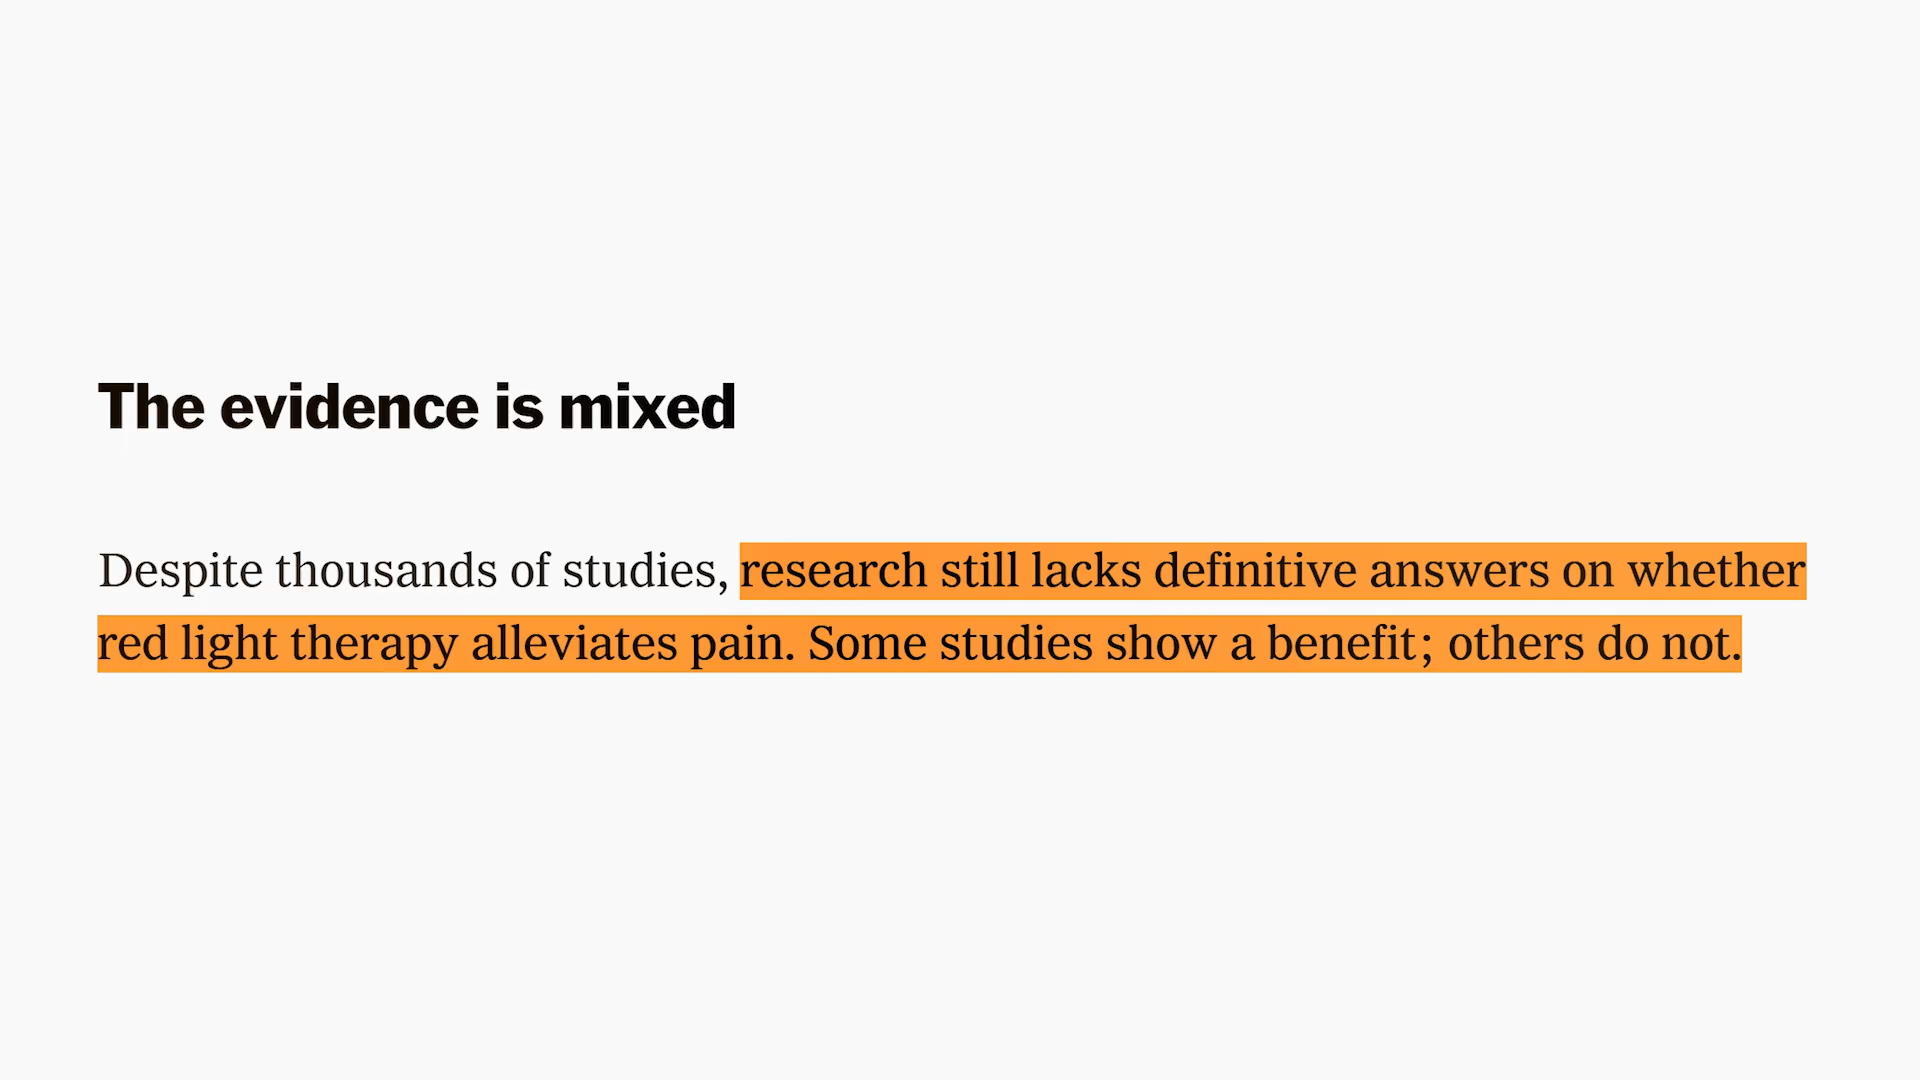 The evidence is mixed
Despite thousands of studies, research still lacks definitive answers on whether
red light therapy alleviates pain. Some studies show a benefit; others do not.